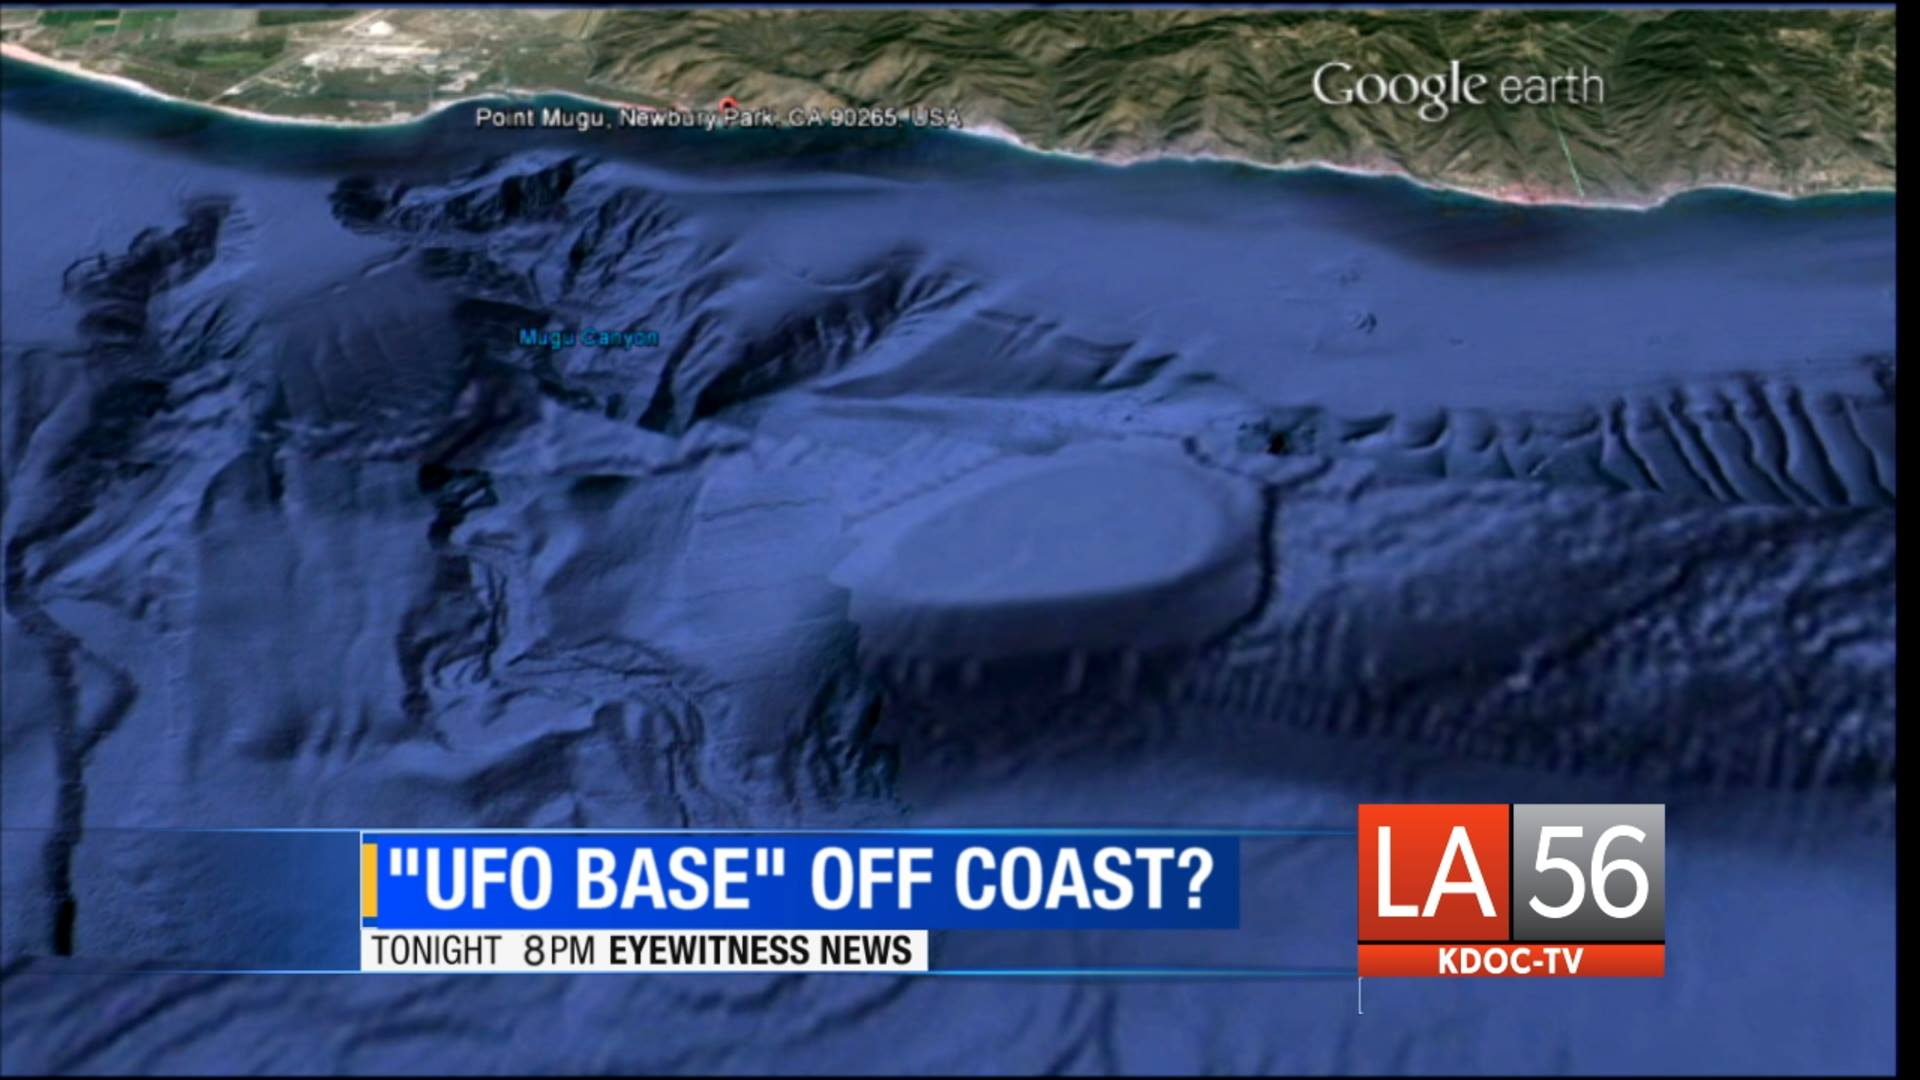 Google earth
Point Mugu, Newbury Park, CA 90265, USA
Mugu Canyon
"UFO BASE" OFF COAST?
TONIGHT 8PM EYEWITNESS NEWS
LA 56
KDOC-TV